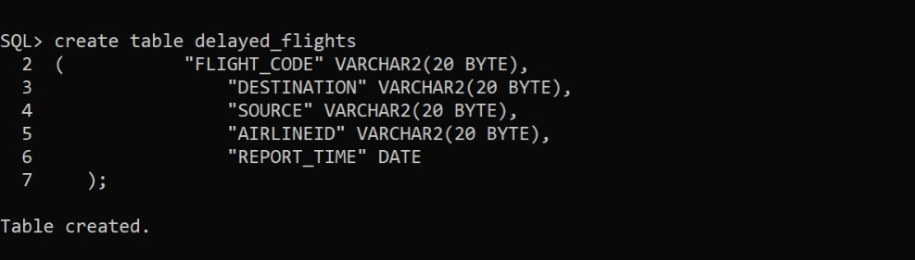 SQL> create table delayed_flights
2 ( "FLIGHT_CODE" VARCHAR2(20 BYTE),
3 "DESTINATION" VARCHAR2(20 BYTE),
4 "SOURCE" VARCHAR2(20 BYTE),
5 "AIRLINEID" VARCHAR2(20 BYTE),
6 "REPORT_TIME" DATE
7 );
Table created.